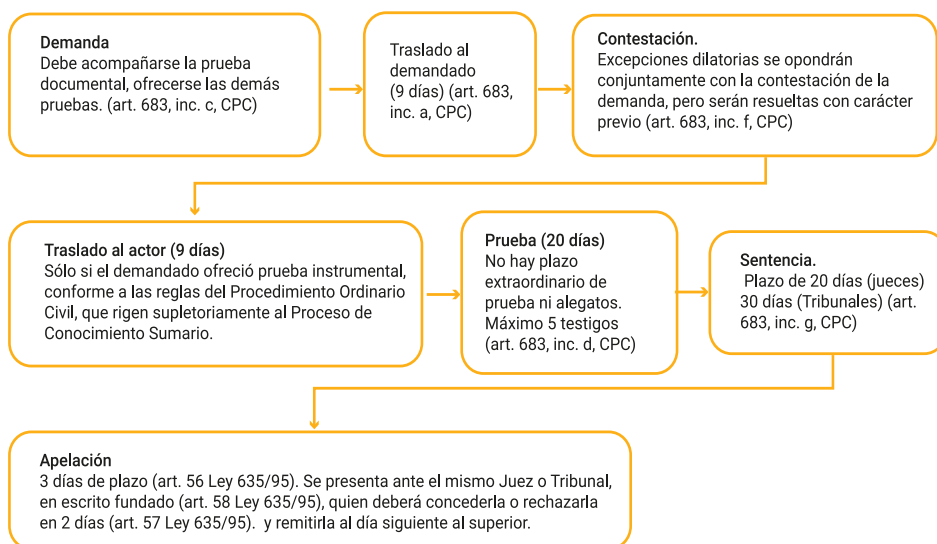 Demanda
Debe acompañarse la prueba
documental, ofrecerse las demás
pruebas. (art. 683, inc. c, CPC)
Traslado al
demandado
(9 días) (art. 683,
inc. a, CPC)
Contestación.
Excepciones dilatorias se opondrán
conjuntamente con la contestación de la
demanda, pero serán resueltas con carácter
previo (art. 683, inc. f, CPC)
Traslado al actor (9 días)
Sólo si el demandado ofreció prueba instrumental,
conforme a las reglas del Procedimiento Ordinario
Civil, que rigen supletoriamente al Proceso de
Conocimiento Sumario.
Prueba (20 días)
No hay plazo
extraordinario de
prueba ni alegatos.
Máximo 5 testigos
(art. 683, inc. d, CPC)
Sentencia.
Plazo de 20 días (jueces)
30 días (Tribunales) (art.
683, inc. g, CPC)
Apelación
3 días de plazo (art. 56 Ley 635/95). Se presenta ante el mismo Juez o Tribunal,
en escrito fundado (art. 58 Ley 635/95), quien deberá concederla o rechazarla
en 2 días (art. 57 Ley 635/95). y remitirla al día siguiente al superior.